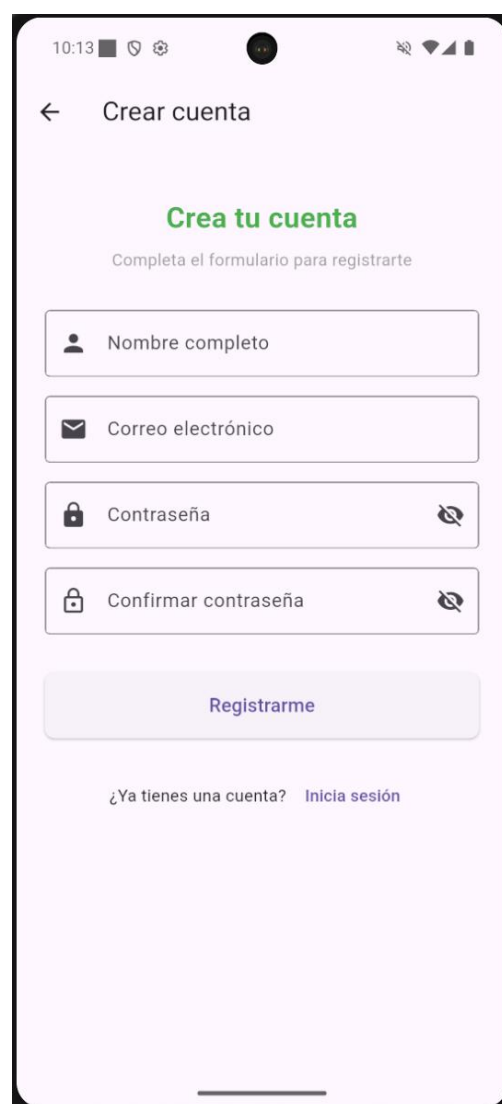 10:13
Crear cuenta
Crea tu cuenta
Completa el formulario para registrarte
Nombre completo
Correo electrónico
Contraseña
Confirmar contraseña
Registrarme
¿Ya tienes una cuenta? Inicia sesión